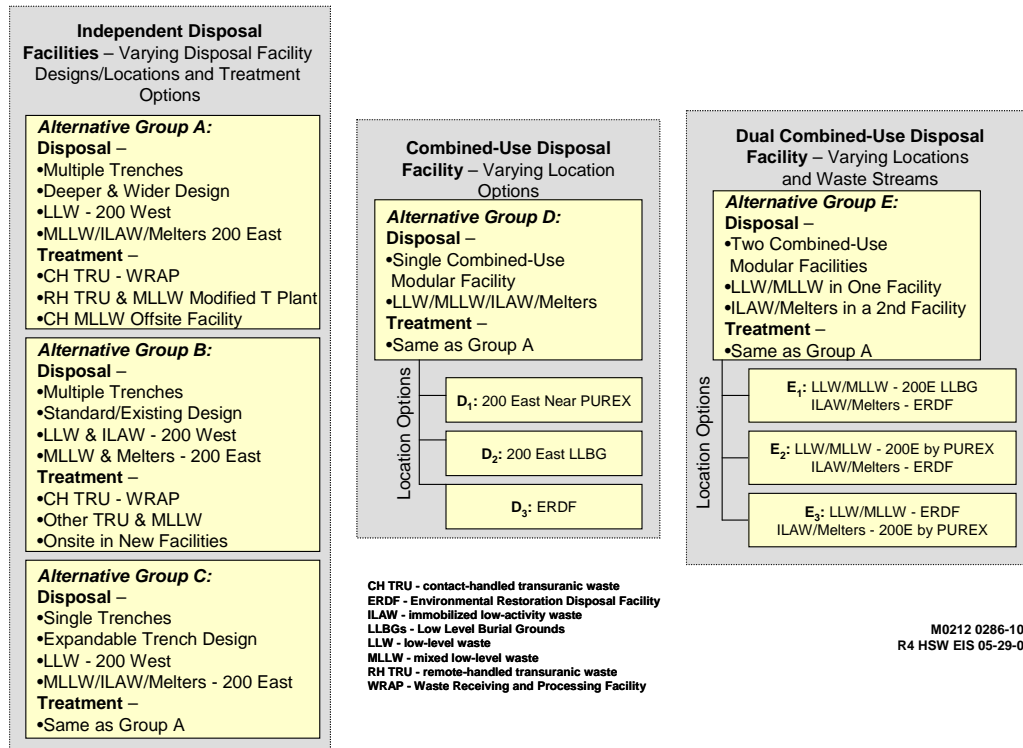 Independent Disposal
Facilities – Varying Disposal Facility
Designs/Locations and Treatment
Options
Alternative Group A:
Disposal –
•Multiple Trenches
•Deeper & Wider Design
•LLW - 200 West
•MLLW/ILAW/Melters 200 East
Treatment –
•CH TRU - WRAP
•RH TRU & MLLW Modified T Plant
•CH MLLW Offsite Facility
Alternative Group B:
Disposal –
•Multiple Trenches
•Standard/Existing Design
•LLW & ILAW - 200 West
•MLLW & Melters - 200 East
Treatment –
•CH TRU - WRAP
•Other TRU & MLLW
•Onsite in New Facilities
Alternative Group C:
Disposal –
•Single Trenches
•Expandable Trench Design
•LLW - 200 West
•MLLW/ILAW/Melters - 200 East
Treatment –
•Same as Group A
Combined-Use Disposal
Facility – Varying Location
Options
Alternative Group D:
Disposal –
•Single Combined-Use
Modular Facility
•LLW/MLLW/ILAW/Melters
Treatment –
•Same as Group A
Location Options
D1: 200 East Near PUREX
D2: 200 East LLBG
D3: ERDF
Dual Combined-Use Disposal
Facility – Varying Locations
and Waste Streams
Alternative Group E:
Disposal –
•Two Combined-Use
Modular Facilities
•LLW/MLLW in One Facility
•ILAW/Melters in a 2nd Facility
Treatment –
•Same as Group A
Location Options
E1: LLW/MLLW - 200E LLBG
ILAW/Melters - ERDF
E2: LLW/MLLW - 200E by PUREX
ILAW/Melters - ERDF
E3: LLW/MLLW - ERDF
ILAW/Melters - 200E by PUREX
CH TRU - contact-handled transuranic waste
ERDF - Environmental Restoration Disposal Facility
ILAW - immobilized low-activity waste
LLBGs - Low Level Burial Grounds
LLW - low-level waste
MLLW - mixed low-level waste
RH TRU - remote-handled transuranic waste
WRAP - Waste Receiving and Processing Facility
M0212 0286-10
R4 HSW EIS 05-29-0